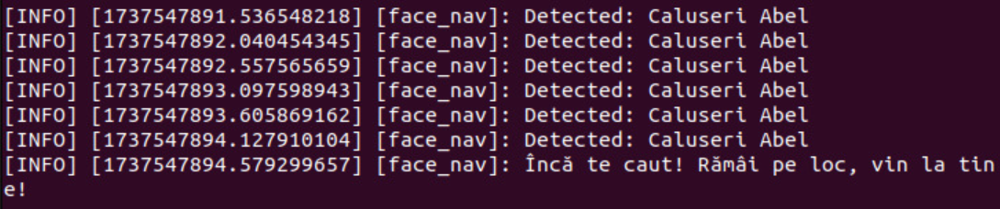 [INFO] [1737547891.536548218] [face_nav]: Detected: Caluseri Abel
[INFO] [1737547892.040454345] [face_nav]: Detected: Caluseri Abel
[INFO] [1737547892.557565659] [face_nav]: Detected: Caluseri Abel
[INFO] [1737547893.097598943] [face_nav]: Detected: Caluseri Abel
[INFO] [1737547893.605869162] [face_nav]: Detected: Caluseri Abel
[INFO] [1737547894.127910104] [face_nav]: Detected: Caluseri Abel
[INFO] [1737547894.579299657] [face_nav]: Încă te caut! Rămâi pe loc, vin la tin
e!